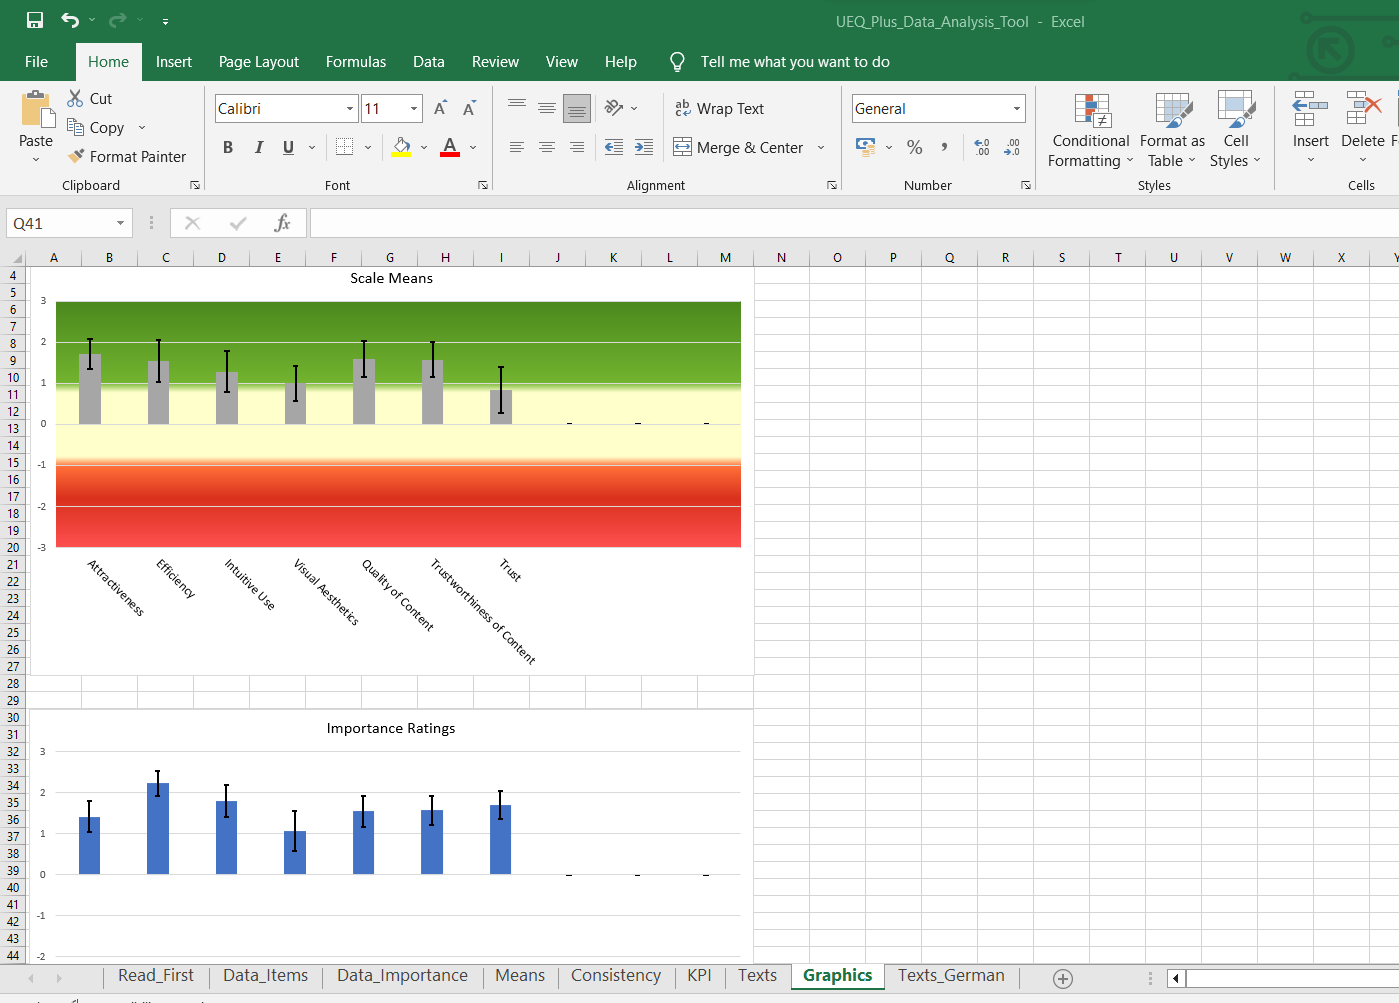 UEQ_Plus_Data_Analysis_Tool - Excel
File Home Insert Page Layout Formulas Data Review View Help Tell me what you want to do
Cut
Copy
Format Painter
Paste
Clipboard
Calibri 11 A A
B I U A
Font
ab Wrap Text
Merge & Center
Alignment
General
% ,
Number
Conditional Formatting
Format as Table
Cell Styles
Styles
Insert Delete F
Cells
Q41 fx
A B C D E F G H I J K L M N O P Q R S T U V W X Y
4
5
6
7
8
9
10
11
12
13
14
15
16
17
18
19
20
21
22
23
24
25
26
27
28
29
30
31
32
33
34
35
36
37
38
39
40
41
42
43
44
Scale Means
3
2
1
0
-1
-2
-3
Attractiveness
Efficiency
Intuitive Use
Visual Aesthetics
Quality of Content
Trustworthiness of Content
Trust
Importance Ratings
3
2
1
0
-1
-2
Read_First Data_Items Data_Importance Means Consistency KPI Texts Graphics Texts_German